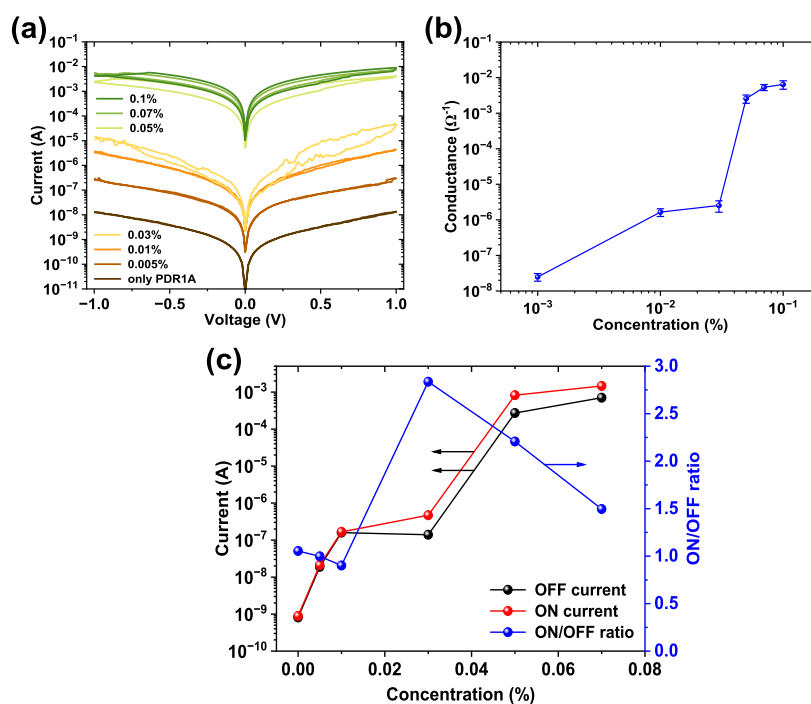 (a)
10⁻¹
10⁻²
10⁻³
10⁻⁴
10⁻⁵
10⁻⁶
10⁻⁷
10⁻⁸
10⁻⁹
10⁻¹⁰
10⁻¹¹
Current (A)
0.1%
0.07%
0.05%
0.03%
0.01%
0.005%
only PDR1A
−1.0 −0.5 0.0 0.5 1.0
Voltage (V)
(b)
10⁻¹
10⁻²
10⁻³
10⁻⁴
10⁻⁵
10⁻⁶
10⁻⁷
10⁻⁸
Conductance (Ω⁻¹)
10⁻³ 10⁻² 10⁻¹
Concentration (%)
(c)
10⁻³
10⁻⁴
10⁻⁵
10⁻⁶
10⁻⁷
10⁻⁸
10⁻⁹
10⁻¹⁰
Current (A)
OFF current
ON current
ON/OFF ratio
3.0
2.5
2.0
1.5
1.0
0.5
0.0
ON/OFF ratio
0.00 0.02 0.04 0.06 0.08
Concentration (%)